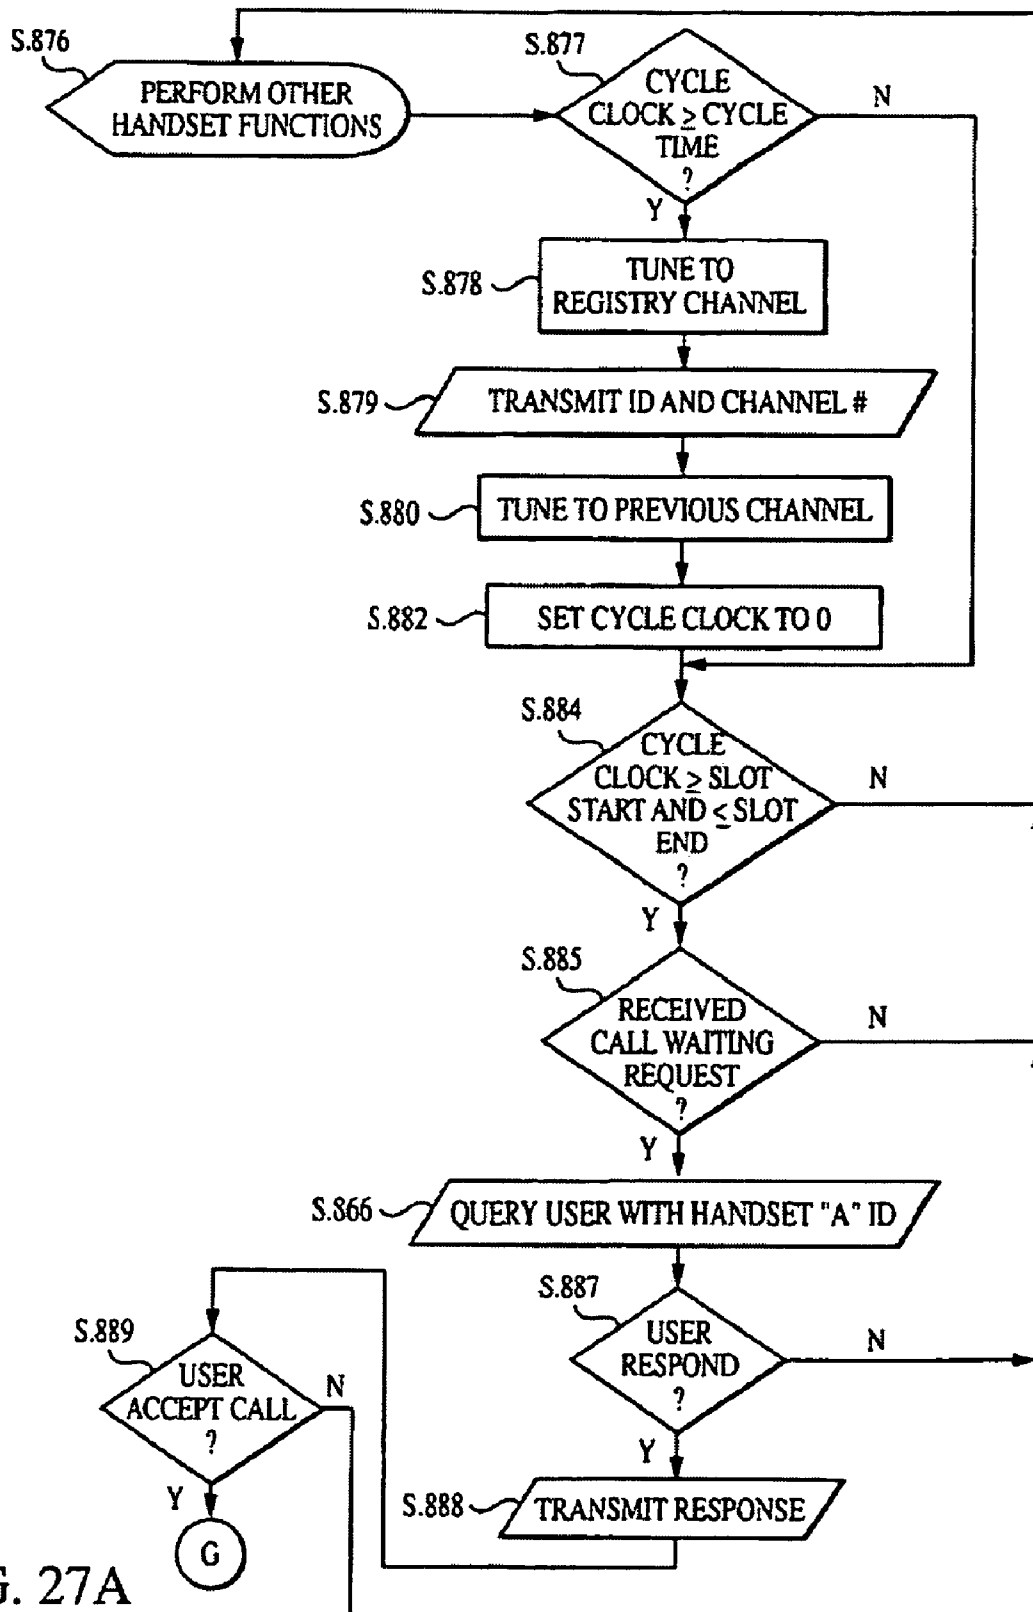 S.876
PERFORM OTHER
HANDSET FUNCTIONS
S.877
CYCLE
CLOCK ≥ CYCLE
TIME
?
N
Y
S.878
TUNE TO
REGISTRY CHANNEL
S.879
TRANSMIT ID AND CHANNEL #
S.880
TUNE TO PREVIOUS CHANNEL
S.882
SET CYCLE CLOCK TO 0
S.884
CYCLE
CLOCK ≥ SLOT
START AND ≤ SLOT
END
?
N
Y
S.885
RECEIVED
CALL WAITING
REQUEST
?
N
Y
S.866
QUERY USER WITH HANDSET "A" ID
S.887
USER
RESPOND
?
N
Y
S.888
TRANSMIT RESPONSE
S.889
USER
ACCEPT CALL
?
N
Y
G
G. 27A